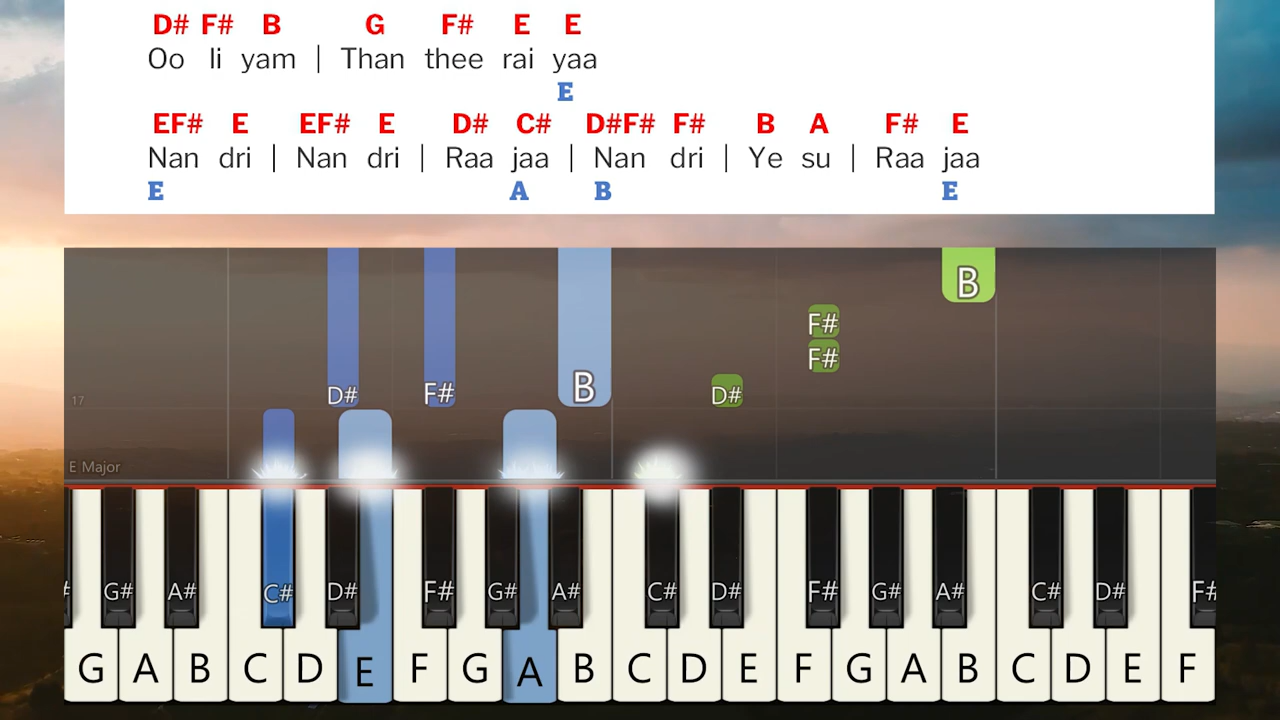 D# F# B G F# E E
Oo li yam | Than thee rai yaa
E
EF# E EF# E D# C# D#F# F# B A F# E
Nan dri | Nan dri | Raa jaa | Nan dri | Ye su | Raa jaa
E A B E
B
F#
F#
D# F# B D#
17
E Major
G# A# C# D# F# G# A# C# D# F# G# A# C# D# F#
G A B C D E F G A B C D E F G A B C D E F